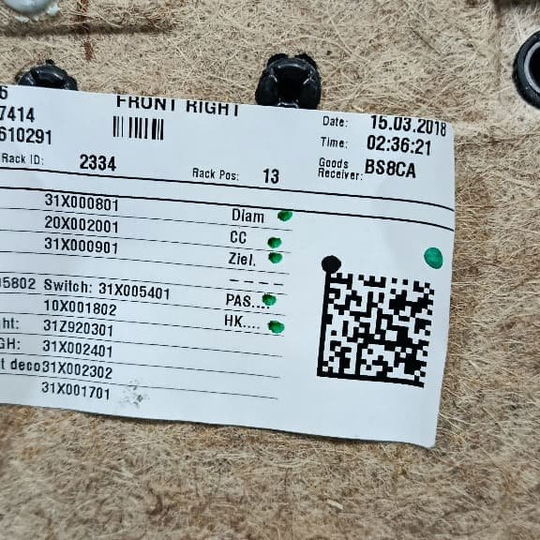 6
FRONT RIGHT
7414
610291
Date: 15.03.2018
Time: 02:36:21
Goods Receiver: BS8CA
Rack ID: 2334
Rack Pos: 13
31X000801
Diam
20X002001
CC
31X000901
Ziel.
05802 Switch: 31X005401
PAS....
10X001802
HK....
ht: 31Z920301
GH: 31X002401
t deco31X002302
31X001701